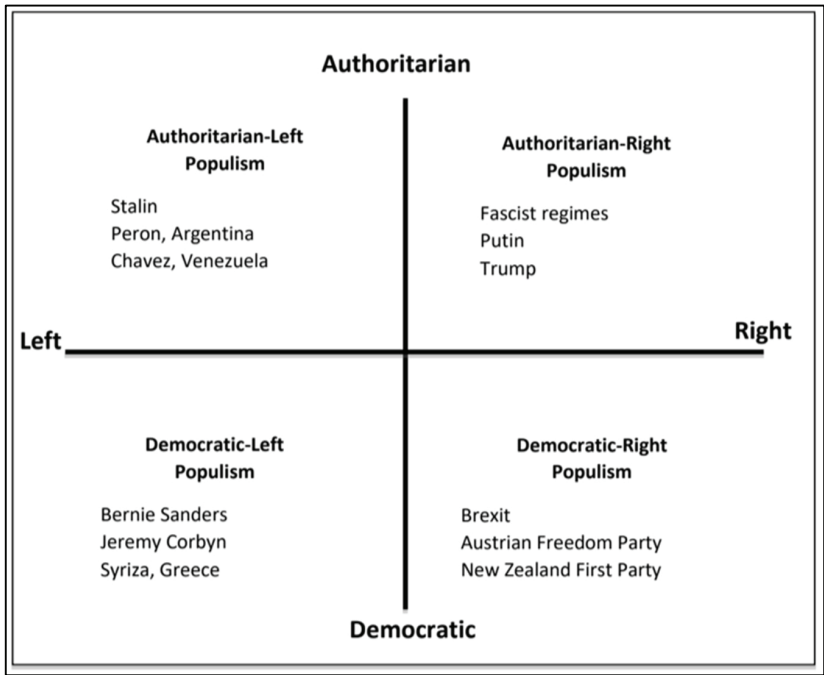 Authoritarian
Authoritarian-Left
Populism
Stalin
Peron, Argentina
Chavez, Venezuela
Authoritarian-Right
Populism
Fascist regimes
Putin
Trump
Left
Right
Democratic-Left
Populism
Bernie Sanders
Jeremy Corbyn
Syriza, Greece
Democratic-Right
Populism
Brexit
Austrian Freedom Party
New Zealand First Party
Democratic